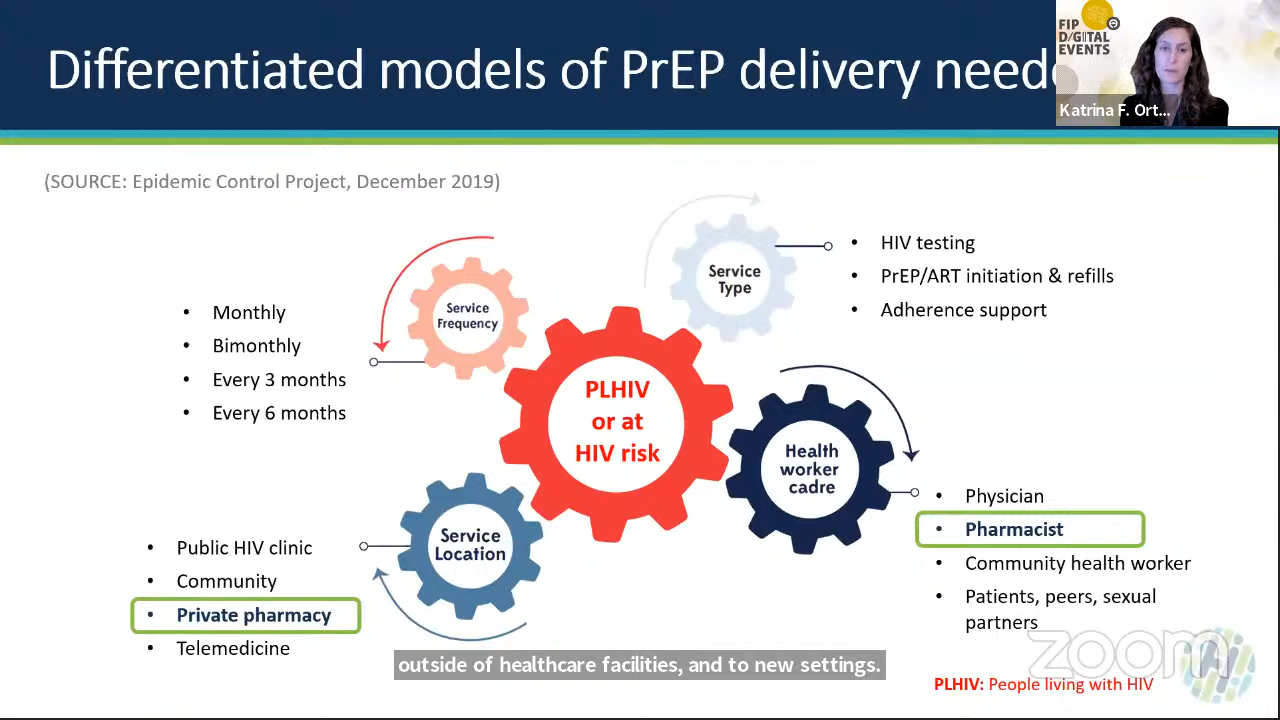 Differentiated models of PrEP delivery
FIP
DIGITAL
EVENTS
Katrina F. Ort...
(SOURCE: Epidemic Control Project, December 2019)
Service
Frequency
• Monthly
• Bimonthly
• Every 3 months
• Every 6 months
Service
Type
• HIV testing
• PrEP/ART initiation & refills
• Adherence support
PLHIV
or at
HIV risk
Health
worker
cadre
• Physician
• Pharmacist
• Community health worker
• Patients, peers, sexual
partners
Service
Location
• Public HIV clinic
• Community
• Private pharmacy
• Telemedicine
outside of healthcare facilities, and to new settings.
zoom
PLHIV: People living with HIV